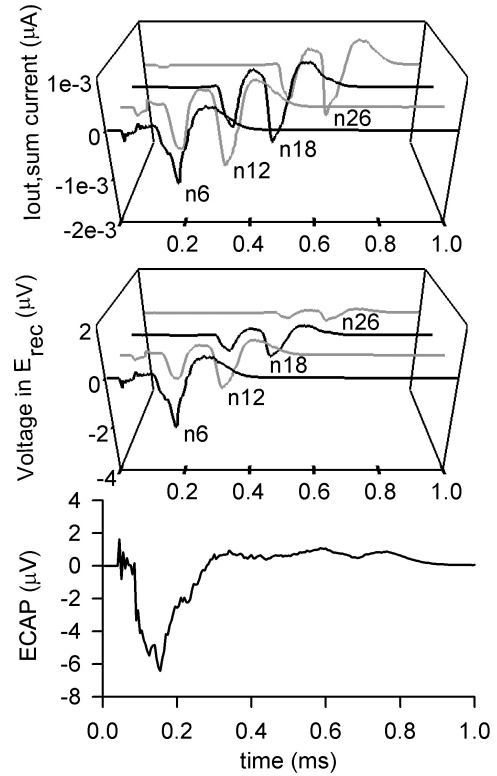 Iout,sum current (μA)
1e-3
0
-1e-3
-2e-3
n6
n12
n18
n26
0.2 0.4 0.6 0.8 1.0
Voltage in Erec (μV)
2
0
-2
-4
n6
n12
n18
n26
0.2 0.4 0.6 0.8 1.0
ECAP (μV)
4
2
0
-2
-4
-6
-8
0.0 0.2 0.4 0.6 0.8 1.0
time (ms)